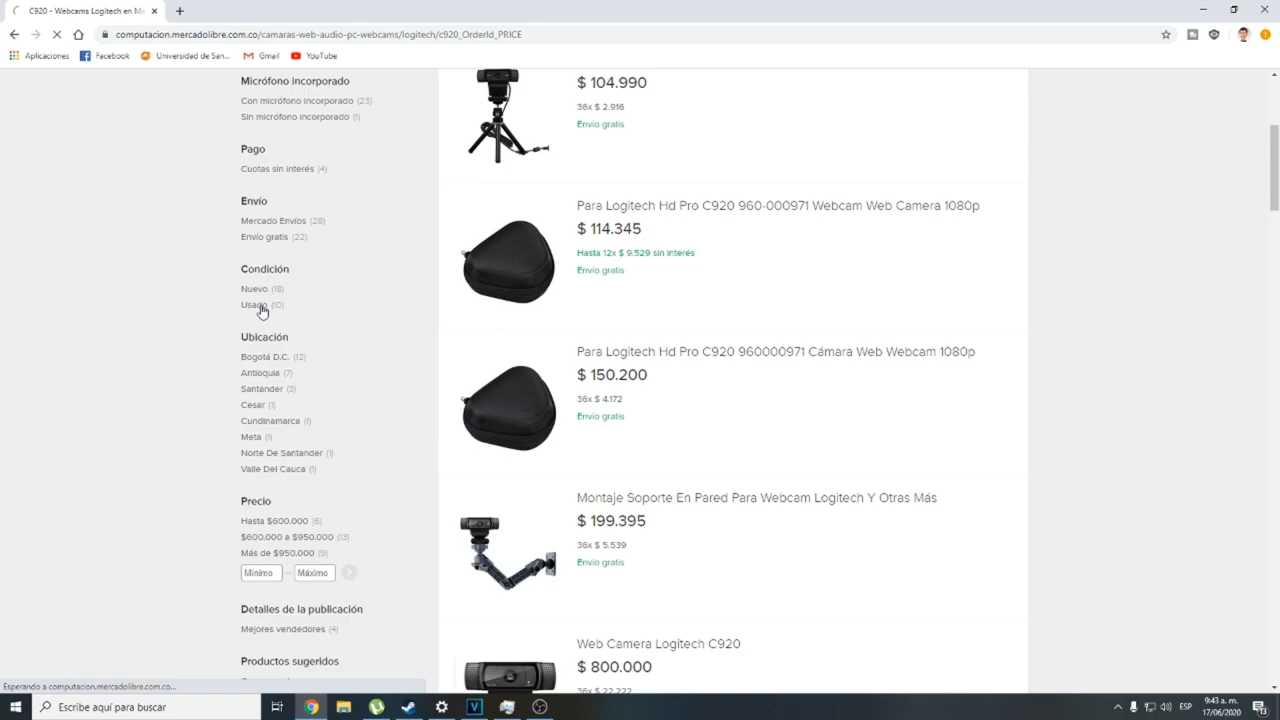 C920 - Webcams Logitech en Me
computacion.mercadolibre.com.co/camaras-web-audio-pc-webcams/logitech/c920_OrderId_PRICE
Aplicaciones
Facebook
Universidad de San...
Gmail
YouTube
Micrófono incorporado
Con micrófono incorporado (23)
Sin micrófono incorporado (1)
Pago
Cuotas sin interés (4)
Envío
Mercado Envíos (28)
Envío gratis (22)
Condición
Nuevo (18)
Usado (10)
Ubicación
Bogotá D.C. (12)
Antioquia (7)
Santander (3)
Cesar (1)
Cundinamarca (1)
Meta (1)
Norte De Santander (1)
Valle Del Cauca (1)
Precio
Hasta $600.000 (6)
$600.000 a $950.000 (13)
Más de $950.000 (9)
Mínimo – Máximo
Detalles de la publicación
Mejores vendedores (4)
Productos sugeridos
$ 104.990
36x $ 2.916
Envío gratis
Para Logitech Hd Pro C920 960-000971 Webcam Web Camera 1080p
$ 114.345
Hasta 12x $ 9.529 sin interés
Envío gratis
Para Logitech Hd Pro C920 960000971 Cámara Web Webcam 1080p
$ 150.200
36x $ 4.172
Envío gratis
Montaje Soporte En Pared Para Webcam Logitech Y Otras Más
$ 199.395
36x $ 5.539
Envío gratis
Web Camera Logitech C920
$ 800.000
36x $ 22.222
Esperando a computacion.mercadolibre.com.co...
Escribe aquí para buscar
ESP
9:43 a. m.
17/06/2020